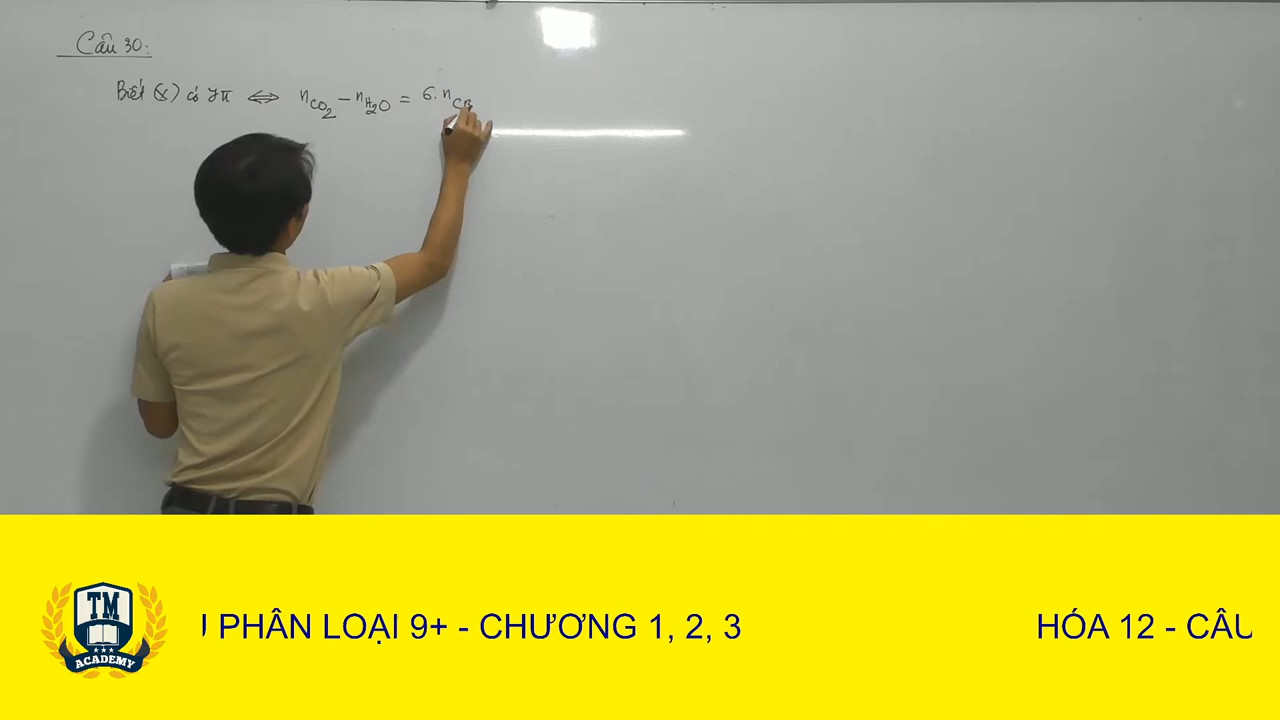 Câu 30:
Biết (X) có 7π ⇔ nCO₂ − nH₂O = 6. nCB
TM
ACADEMY
U PHÂN LOẠI 9+ - CHƯƠNG 1, 2, 3
HÓA 12 - CÂU